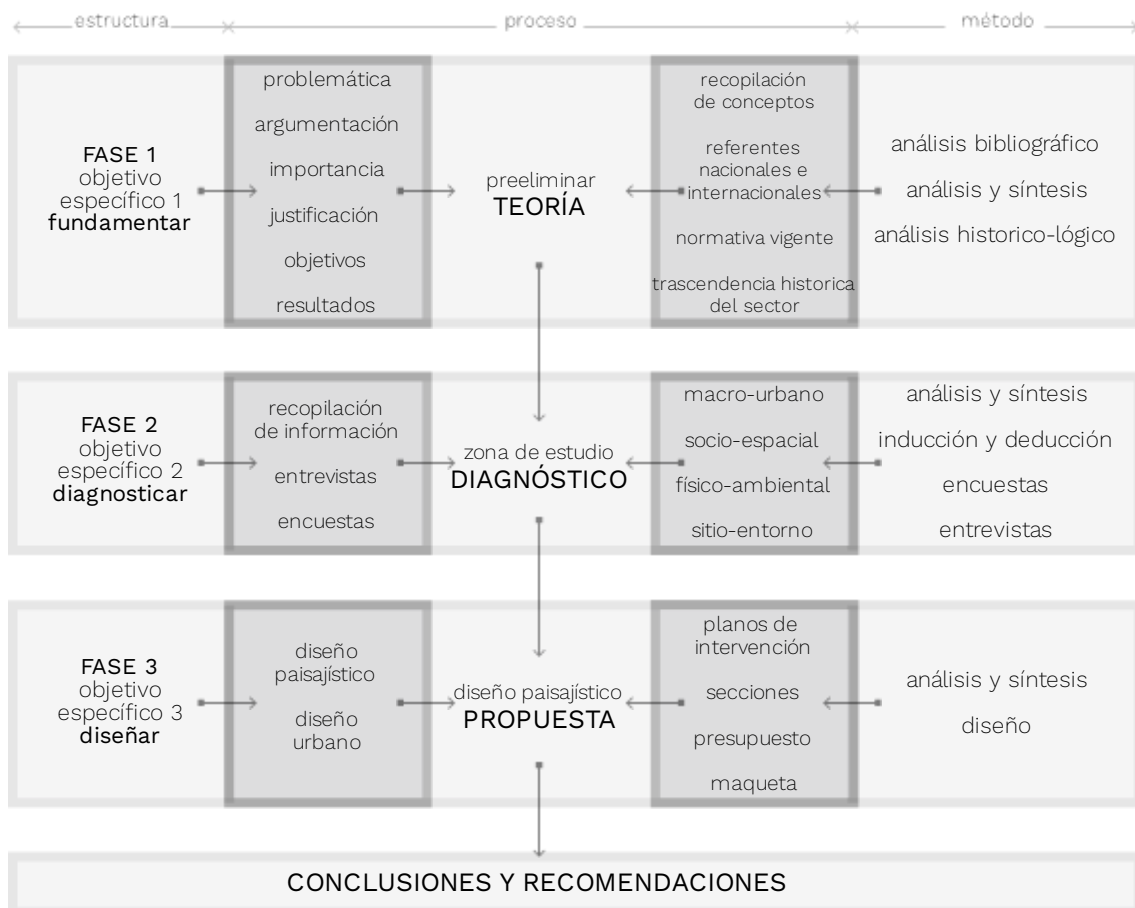 estructura
proceso
método
FASE 1
objetivo
específico 1
fundamentar
problemática
argumentación
importancia
justificación
objetivos
resultados
preeliminar
TEORÍA
recopilación
de conceptos
referentes
nacionales e
internacionales
normativa vigente
trascendencia historica
del sector
análisis bibliográfico
análisis y síntesis
análisis historico-lógico
FASE 2
objetivo
específico 2
diagnosticar
recopilación
de información
entrevistas
encuestas
zona de estudio
DIAGNÓSTICO
macro-urbano
socio-espacial
físico-ambiental
sitio-entorno
análisis y síntesis
inducción y deducción
encuestas
entrevistas
FASE 3
objetivo
específico 3
diseñar
diseño
paisajístico
diseño
urbano
diseño paisajístico
PROPUESTA
planos de
intervención
secciones
presupuesto
maqueta
análisis y síntesis
diseño
CONCLUSIONES Y RECOMENDACIONES